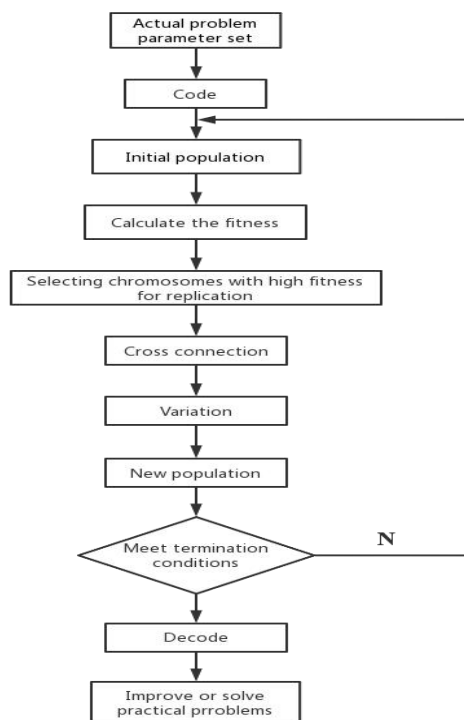 Actual problem
parameter set
Code
Initial population
Calculate the fitness
Selecting chromosomes with high fitness
for replication
Cross connection
Variation
New population
Meet termination
conditions
N
Decode
Improve or solve
practical prroblems